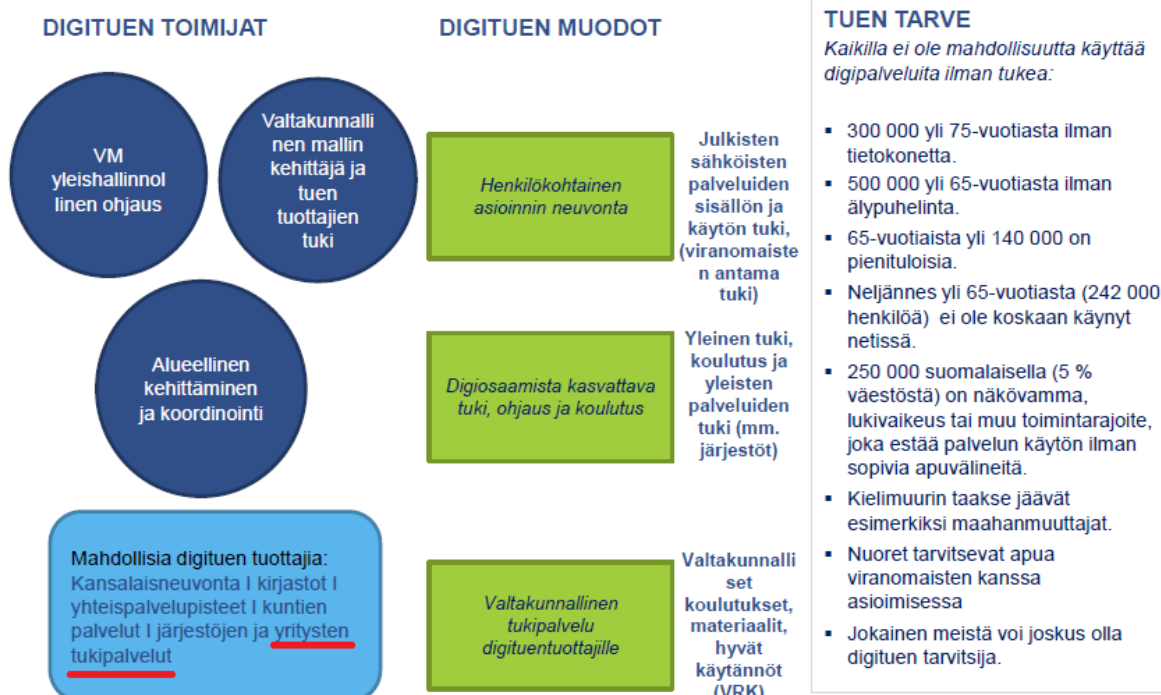 DIGITUEN TOIMIJAT
VM
yleishallinnol
linen ohjaus
Valtakunnalli
nen mallin
kehittäjä ja
tuen
tuottajien
tuki
Alueellinen
kehittäminen
ja koordinointi
Mahdollisia digituen tuottajia:
Kansalaisneuvonta I kirjastot I
yhteispalvelupisteet I kuntien
palvelut I järjestöjen ja yritysten
tukipalvelut
DIGITUEN MUODOT
Henkilökohtainen
asioinnin neuvonta
Julkisten
sähköisten
palveluiden
sisällön ja
käytön tuki,
(viranomaiste
n antama
tuki)
Digiosaamista kasvattava
tuki, ohjaus ja koulutus
Yleinen tuki,
koulutus ja
yleisten
palveluiden
tuki (mm.
järjestöt)
Valtakunnallinen
tukipalvelu
digituentuottajille
Valtakunnalli
set
koulutukset,
materiaalit,
hyvät
käytännöt
(VRK)
TUEN TARVE
Kaikilla ei ole mahdollisuutta käyttää
digipalveluita ilman tukea:
▪ 300 000 yli 75-vuotiasta ilman
tietokonetta.
▪ 500 000 yli 65-vuotiasta ilman
älypuhelinta.
▪ 65-vuotiaista yli 140 000 on
pienituloisia.
▪ Neljännes yli 65-vuotiasta (242 000
henkilöä) ei ole koskaan käynyt
netissä.
▪ 250 000 suomalaisella (5 %
väestöstä) on näkövamma,
lukivaikeus tai muu toimintarajoite,
joka estää palvelun käytön ilman
sopivia apuvälineitä.
▪ Kielimuurin taakse jäävät
esimerkiksi maahanmuuttajat.
▪ Nuoret tarvitsevat apua
viranomaisten kanssa
asioimisessa
▪ Jokainen meistä voi joskus olla
digituen tarvitsija.